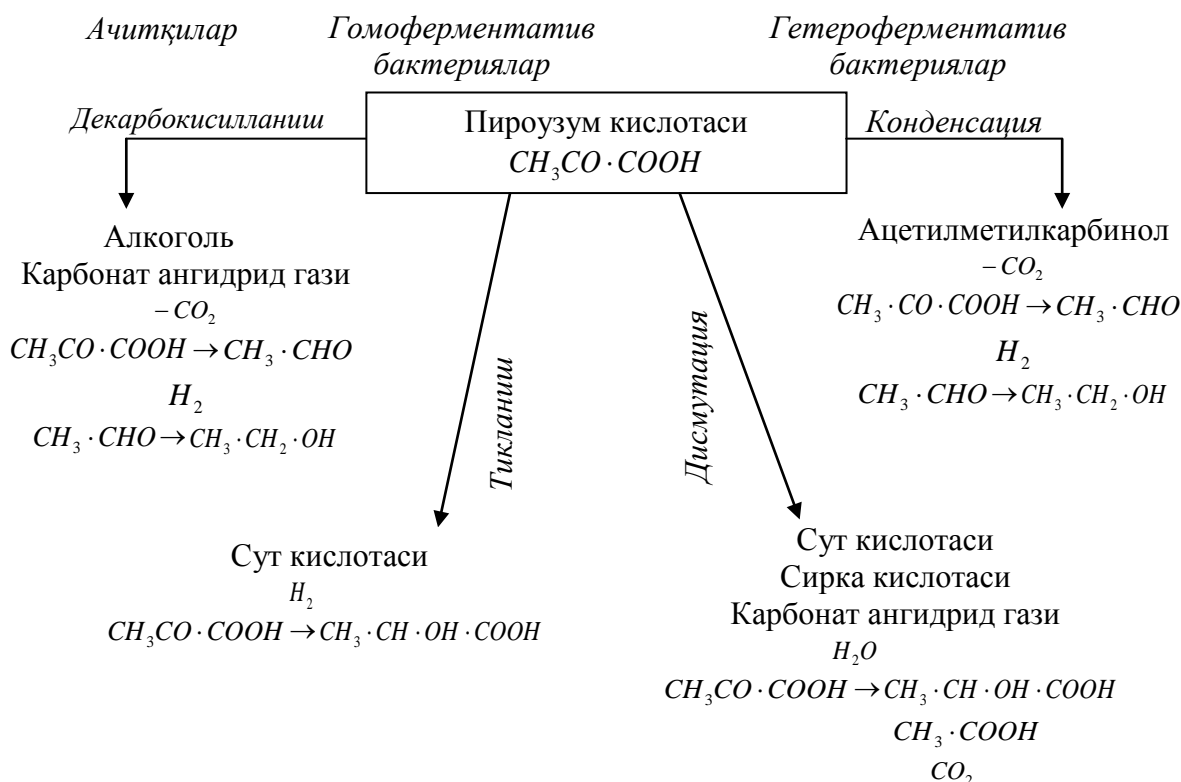 Ачитқилар Гомоферментатив бактериялар Гетероферментатив бактериялар
Декарбокисилланиш
Пироузум кислотаси
CH₃CO·COOH
Конденсация
Алкоголь
Карбонат ангидрид гази
−CO₂
CH₃CO·COOH→CH₃·CHO
H₂
CH₃·CHO→CH₃·CH₂·OH
Ацетилметилкарбинол
−CO₂
CH₃·CO·COOH→CH₃·CHO
H₂
CH₃·CHO→CH₃·CH₂·OH
Тикланиш
Дисмутация
Сут кислотаси
H₂
CH₃CO·COOH→CH₃·CH·OH·COOH
Сут кислотаси
Сирка кислотаси
Карбонат ангидрид гази
H₂O
CH₃CO·COOH→CH₃·CH·OH·COOH
CH₃·COOH
CO₂